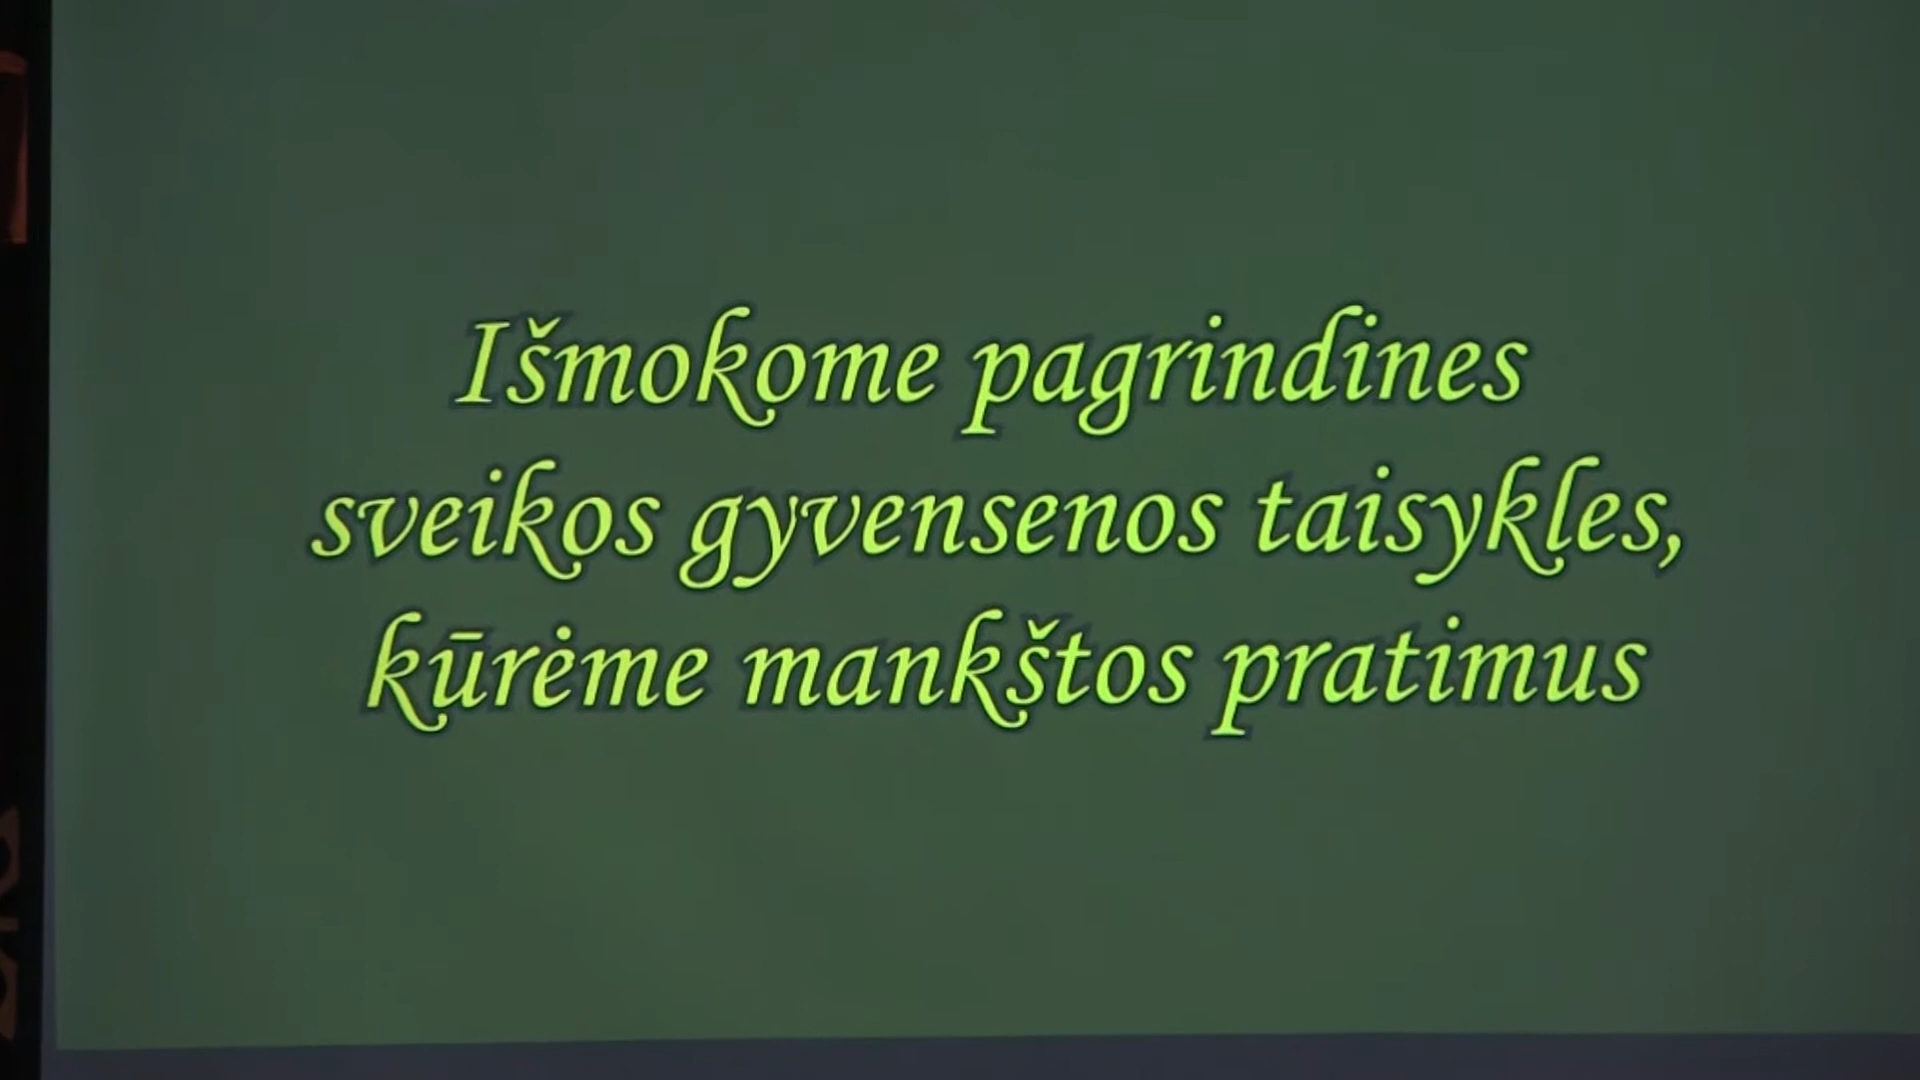 Išmokome pagrindines
sveikos gyvensenos taisykles,
kūrėme mankštos pratimus